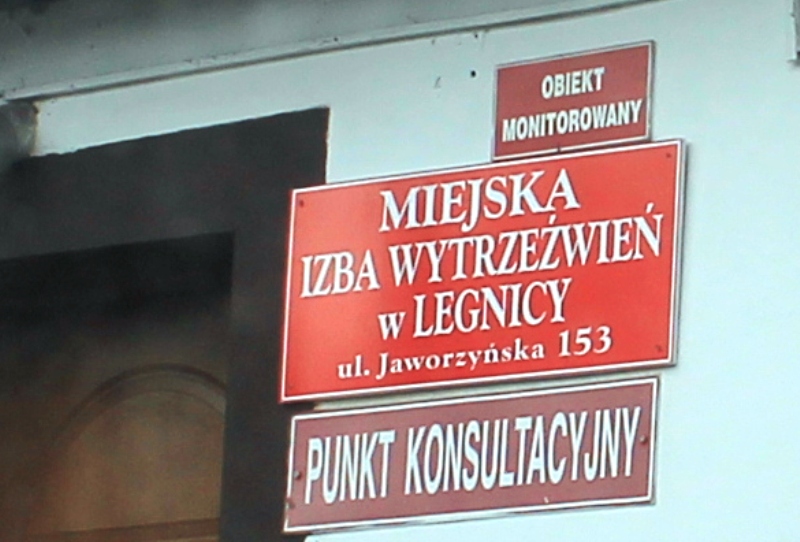 OBIEKT
MONITOROWANY
MIEJSKA
IZBA WYTRZEŹWIEŃ
w LEGNICY
ul. Jaworzyńska 153
PUNKT KONSULTACYJNY